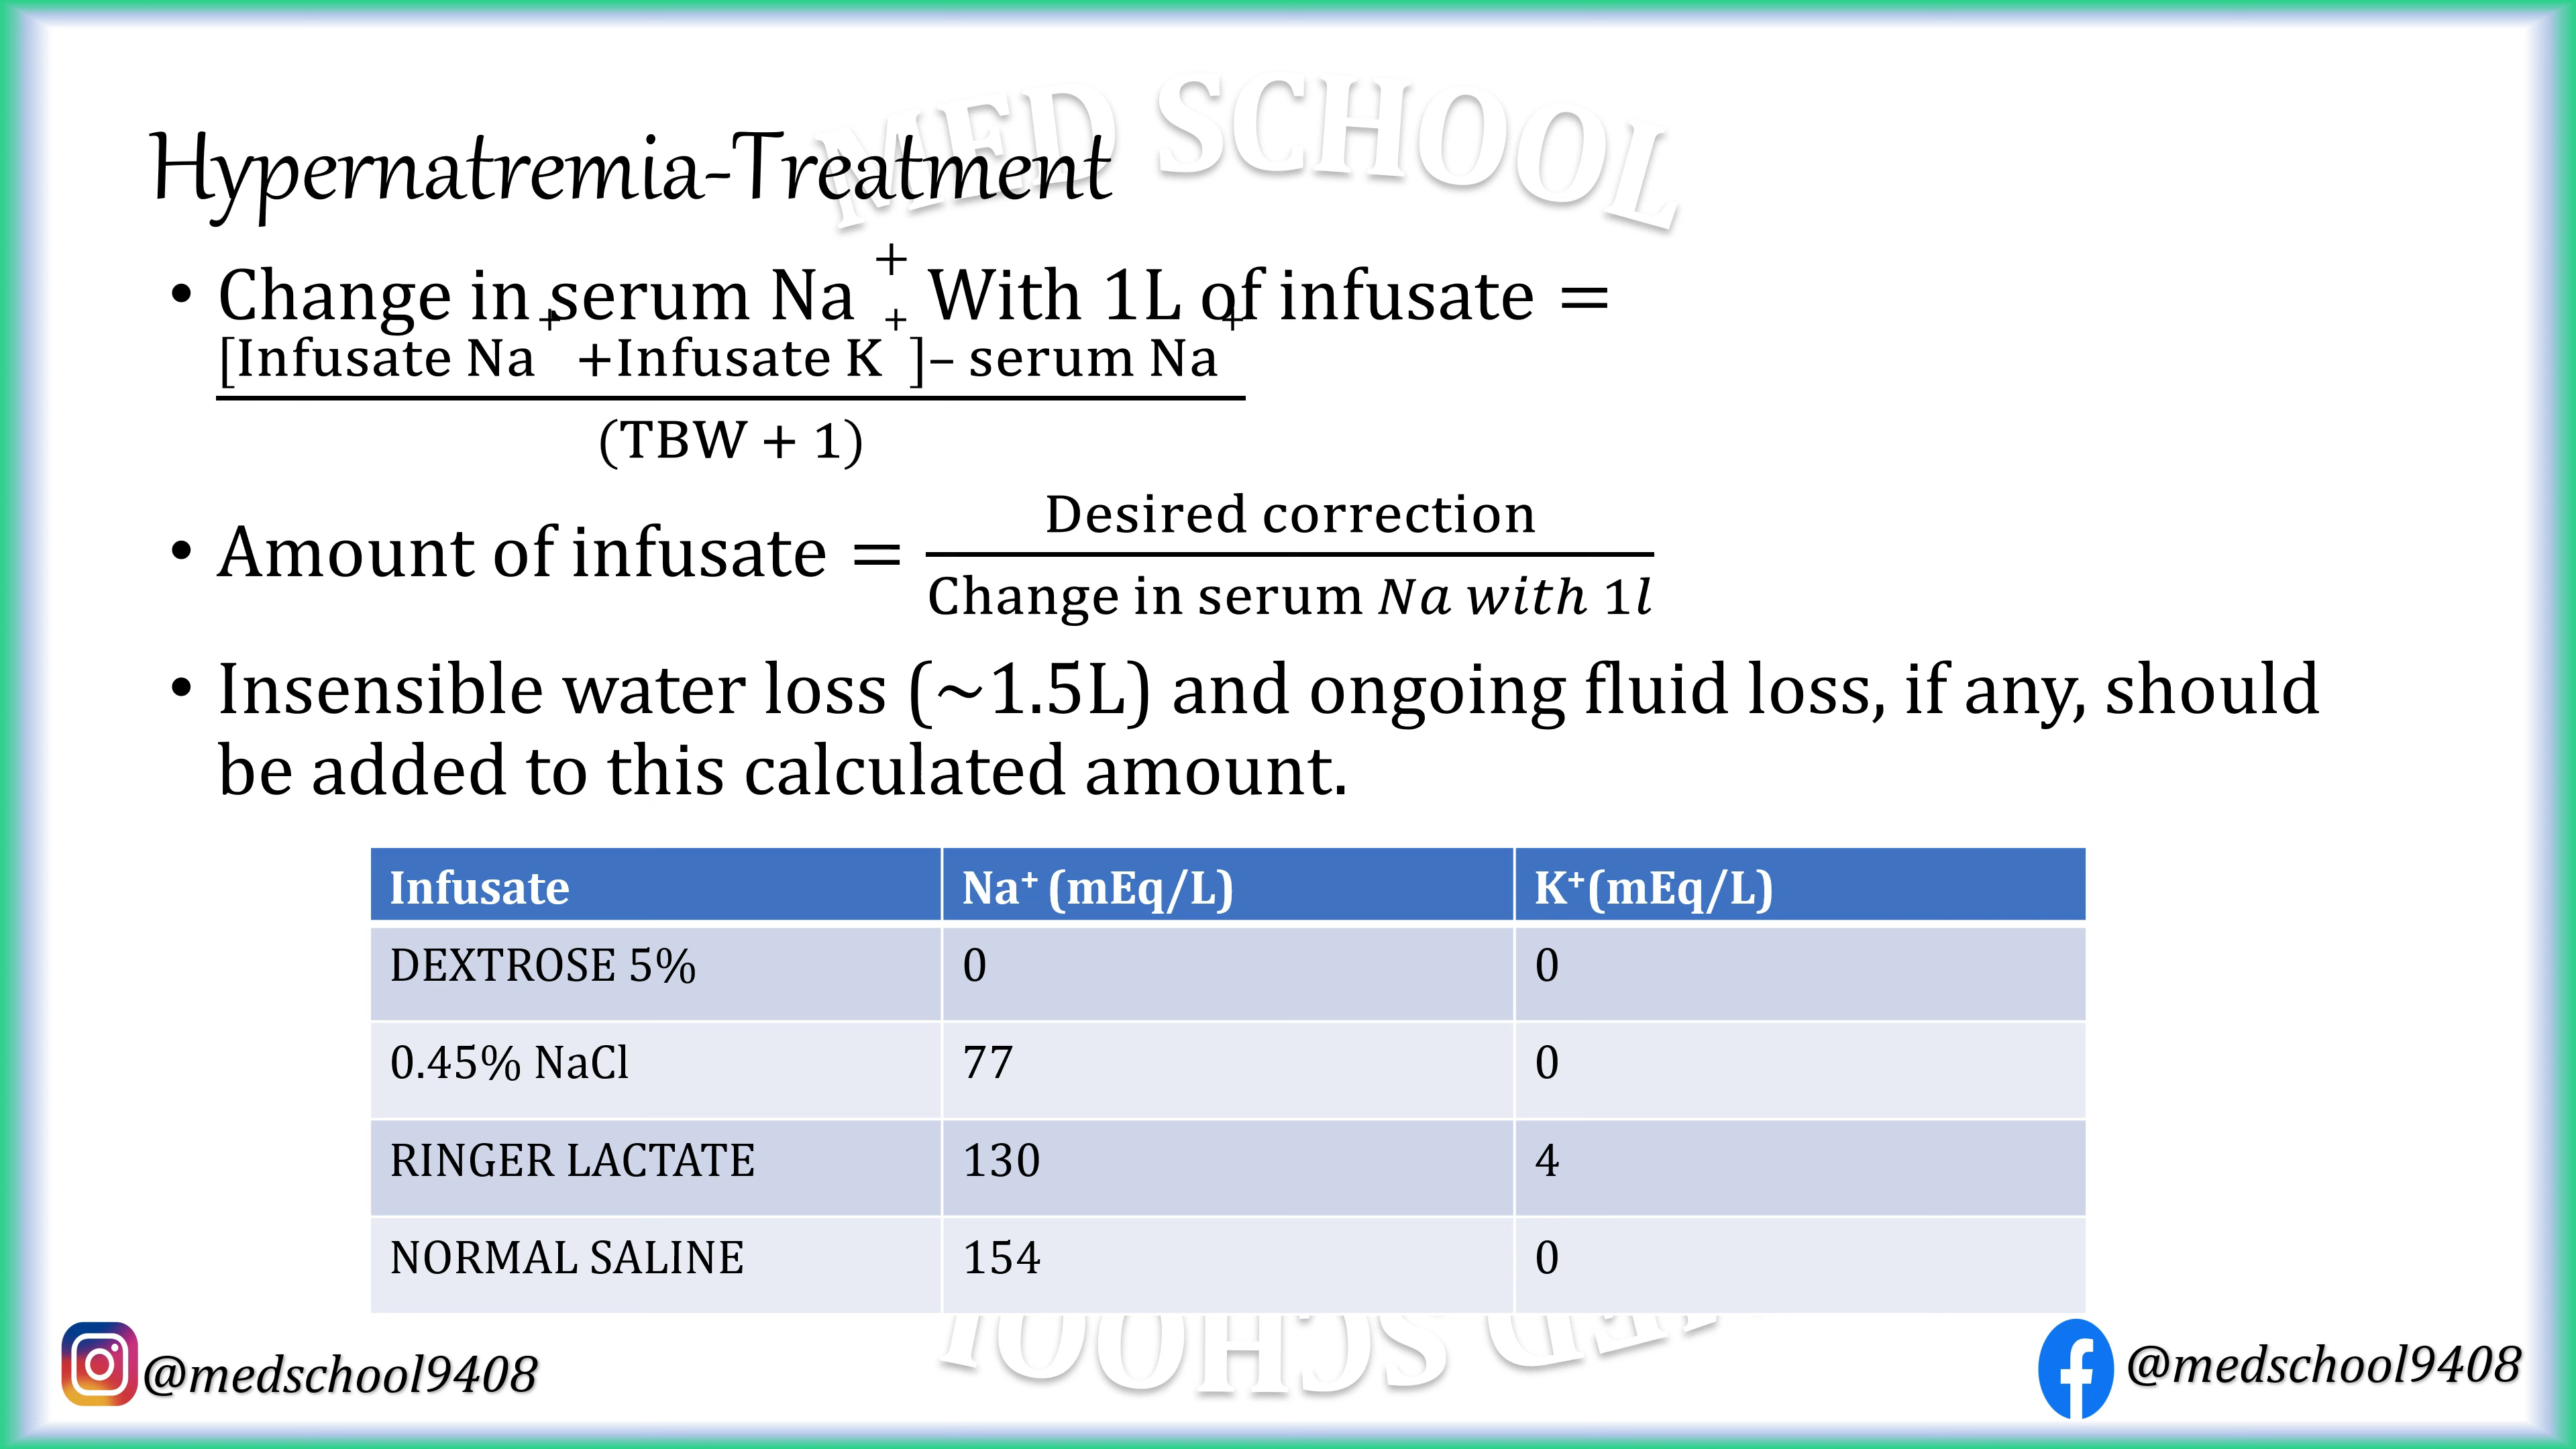 MED SCHOOL
Hypernatremia-Treatment
• Change in serum Na + With 1L of infusate =
[Infusate Na+ +Infusate K+]– serum Na+
(TBW + 1)
• Amount of infusate = Desired correction
Change in serum Na with 1l
• Insensible water loss (~1.5L) and ongoing fluid loss, if any, should
be added to this calculated amount.
Infusate Na+ (mEq/L) K+(mEq/L)
DEXTROSE 5% 0 0
0.45% NaCl 77 0
RINGER LACTATE 130 4
NORMAL SALINE 154 0
MED SCHOOL
@medschool9408
@medschool9408